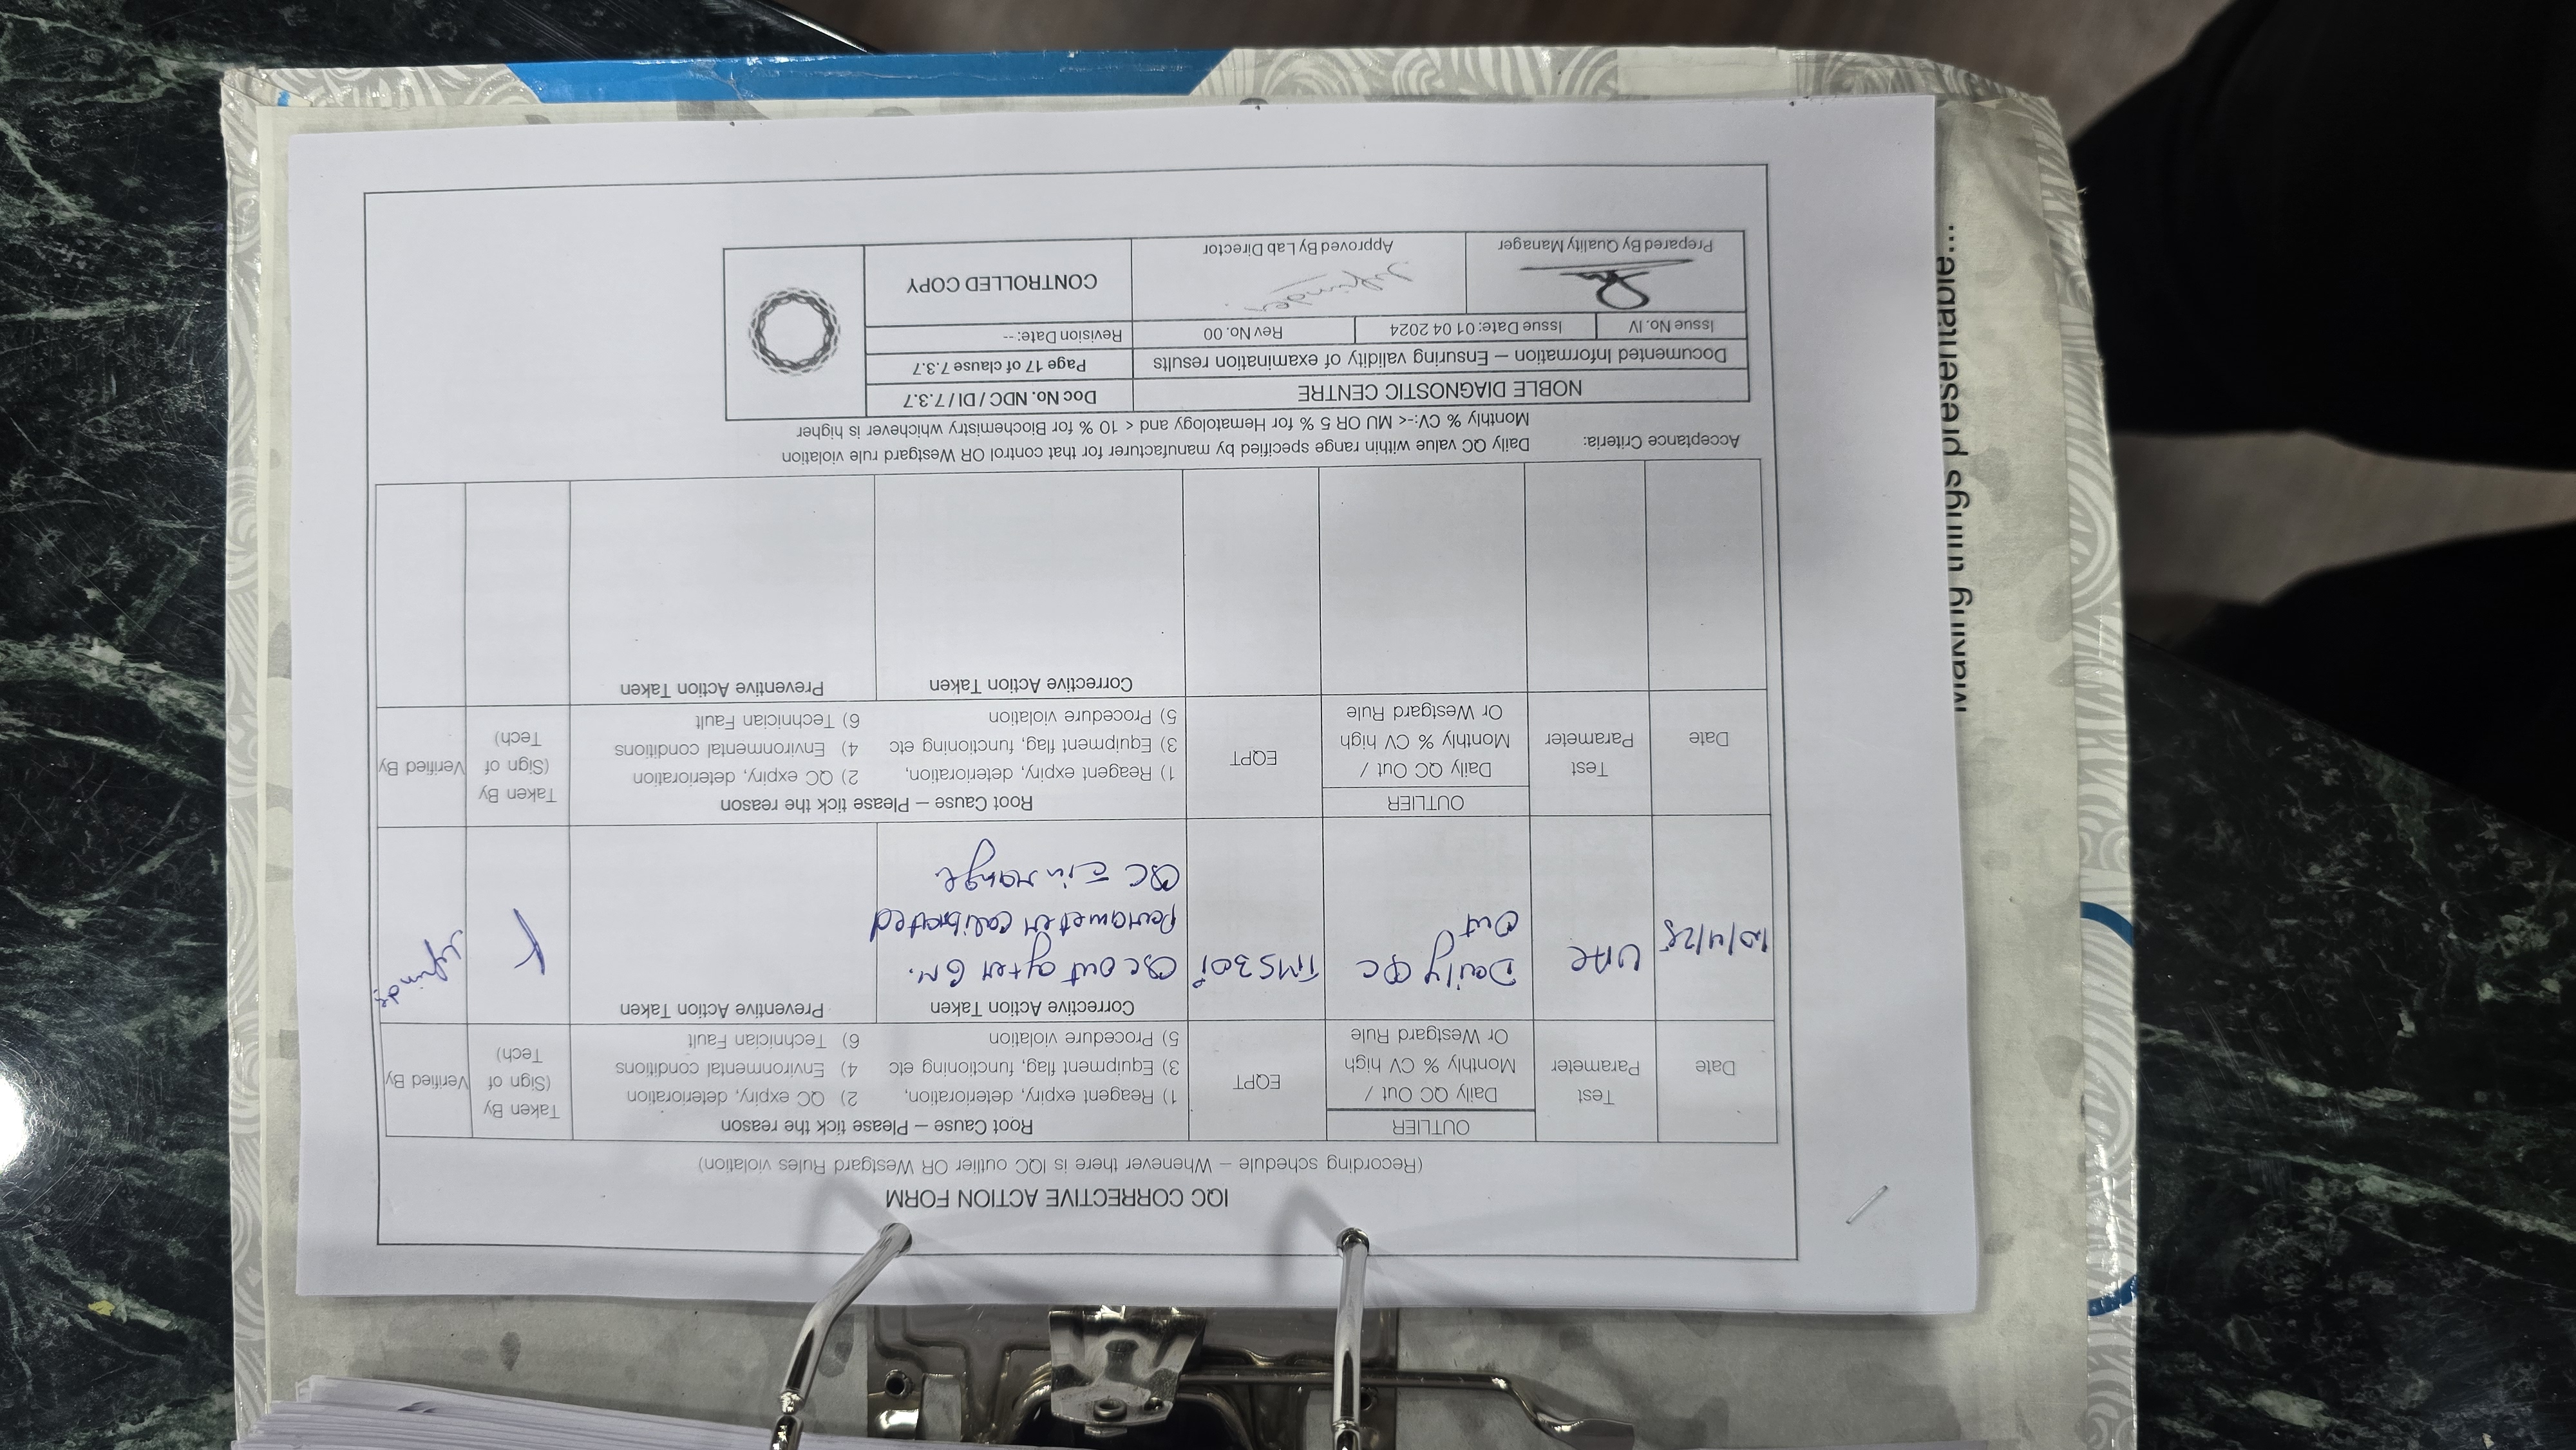 Making things presentable...
IQC CORRECTIVE ACTION FORM
(Recording schedule – Whenever there is IQC outlier OR Westgard Rules violation)
Date
Test
Parameter
OUTLIER
Daily QC Out /
Monthly % CV high
Or Westgard Rule
EQPT
Root Cause – Please tick the reason
1) Reagent expiry, deterioration, 2) QC expiry, deterioration
3) Equipment flag, functioning etc 4) Environmental conditions
5) Procedure violation 6) Technician Fault
Corrective Action Taken
Preventive Action Taken
Taken By
(Sign of
Tech)
Verified By
Daily QC
Out
QC out after 6 M.
Parameter calibrated
QC in range
Date
Test
Parameter
OUTLIER
Daily QC Out /
Monthly % CV high
Or Westgard Rule
EQPT
Root Cause – Please tick the reason
1) Reagent expiry, deterioration, 2) QC expiry, deterioration
3) Equipment flag, functioning etc 4) Environmental conditions
5) Procedure violation 6) Technician Fault
Corrective Action Taken
Preventive Action Taken
Taken By
(Sign of
Tech)
Verified By
Acceptance Criteria: Daily QC value within range specified by manufacturer for that control OR Westgard rule violation
Monthly % CV:-< MU OR 5 % for Hematology and < 10 % for Biochemistry whichever is higher
NOBLE DIAGNOSTIC CENTRE Doc No. NDC / DI / 7.3.7
Documented Information – Ensuring validity of examination results Page 17 of clause 7.3.7
Issue No. IV Issue Date: 01 04 2024 Rev No. 00 Revision Date:--
Prepared By Quality Manager Approved By Lab Director CONTROLLED COPY